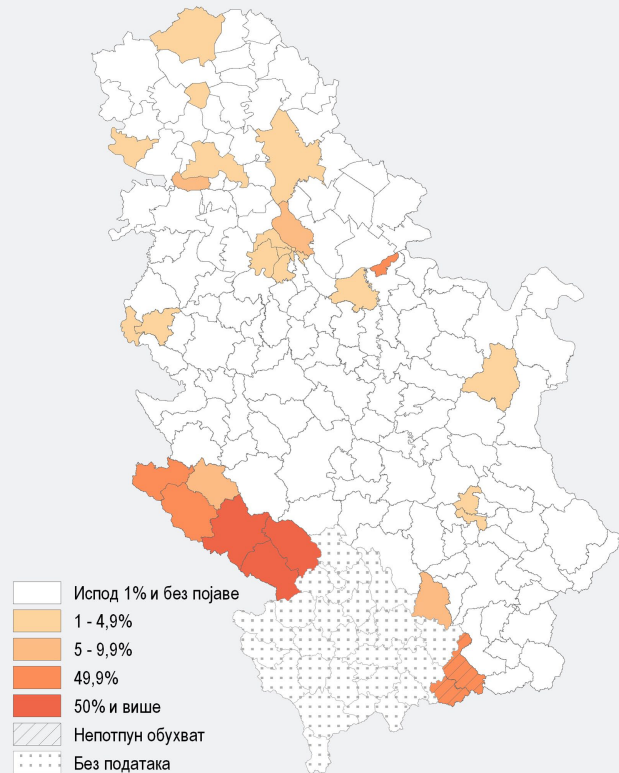 Испод 1% и без појаве
1 - 4,9%
5 - 9,9%
49,9%
50% и више
Непотпун обухват
Без података